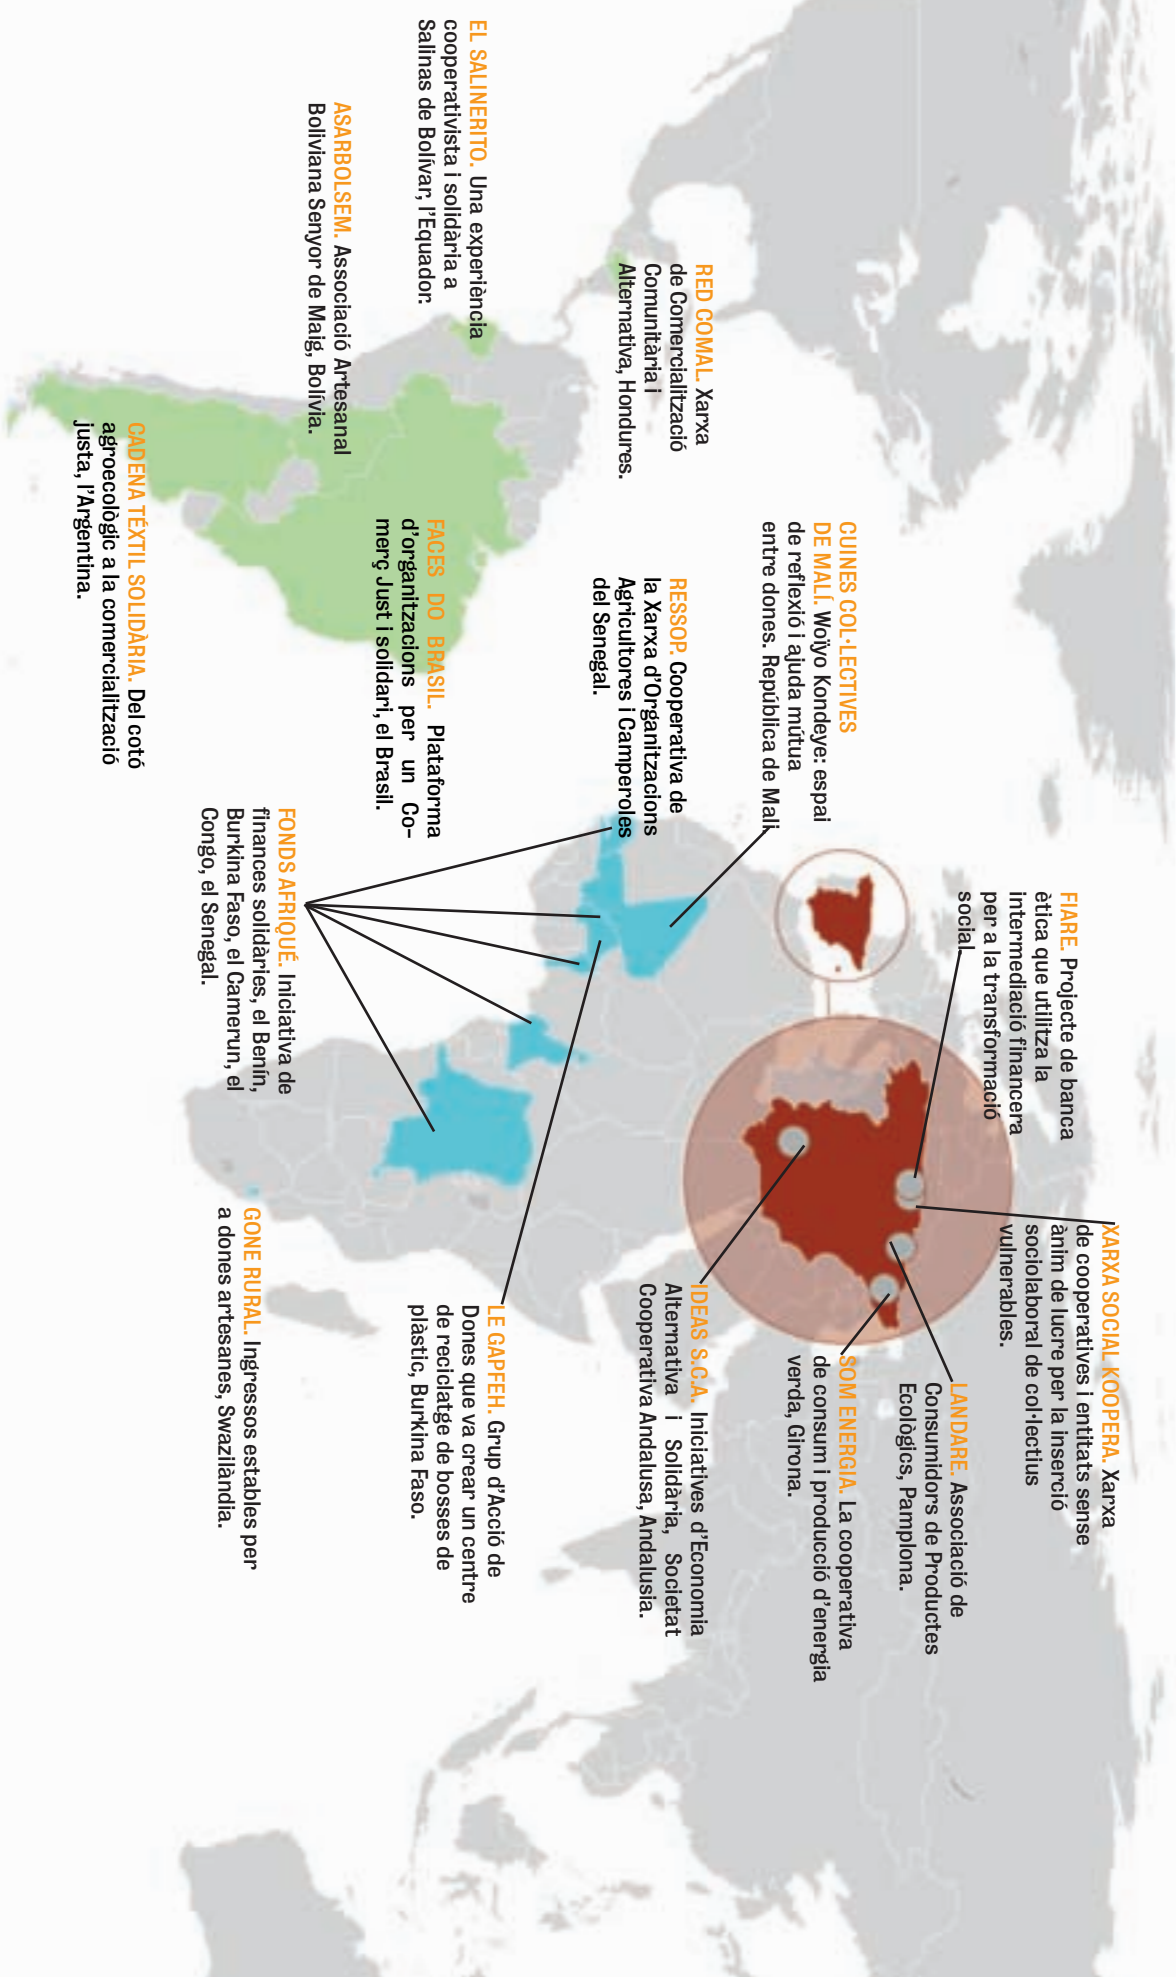 EL SALINERITO. Una experiència
cooperativista i solidària a
Salinas de Bolívar, l'Equador.
ASARBOLSEM. Associació Artesanal
Boliviana Senyor de Maig, Bolívia.
RED COMAL. Xarxa
de Comercialització
Comunitària i
Alternativa, Hondures.
CADENA TÉXTIL SOLIDÀRIA. Del cotó
agroecològic a la comercialització
justa, l'Argentina.
FACES DO BRASIL. Plataforma
d'organitzacions per un Co-
merç Just i solidari, el Brasil.
CUINES COL·LECTIVES
DE MALÍ. Woïyo Kondeye: espai
de reflexió i ajuda mútua
entre dones. República de Mali
RESSOP. Cooperativa de
la Xarxa d'Organitzacions
Agricultores i Camperoles
del Senegal.
FONDS AFRIQUÉ. Iniciativa de
finances solidàries, el Benín,
Burkina Faso, el Camerun, el
Congo, el Senegal.
FIARE. Projecte de banca
ètica que utilitza la
intermediació financera
per a la transformació
social.
XARXA SOCIAL KOOPERA. Xarxa
de cooperatives i entitats sense
ànim de lucre per la inserció
sociolaboral de col·lectius
vulnerables.
LANDARE. Associació de
Consumidors de Productes
Ecològics, Pamplona.
SOM ENERGIA. La cooperativa
de consum i producció d'energia
verda, Girona.
IDEAS S.C.A. Iniciatives d'Economia
Alternativa i Solidària, Societat
Cooperativa Andalusa, Andalusia.
LE GAPFEH. Grup d'Acció de
Dones que va crear un centre
de reciclatge de bosses de
plàstic, Burkina Faso.
GONE RURAL. Ingressos estables per
a dones artesanes, Swazilàndia.